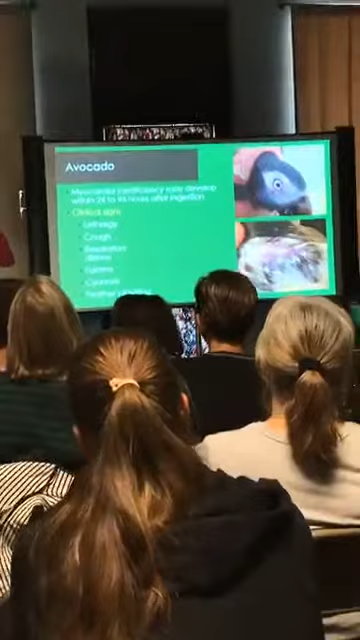 Avocado
Myocardial insufficiency may develop
within 24 to 48 hours after ingestion
Clinical signs
Lethargy
Cough
Respiratory
distress
Edema
Cyanosis